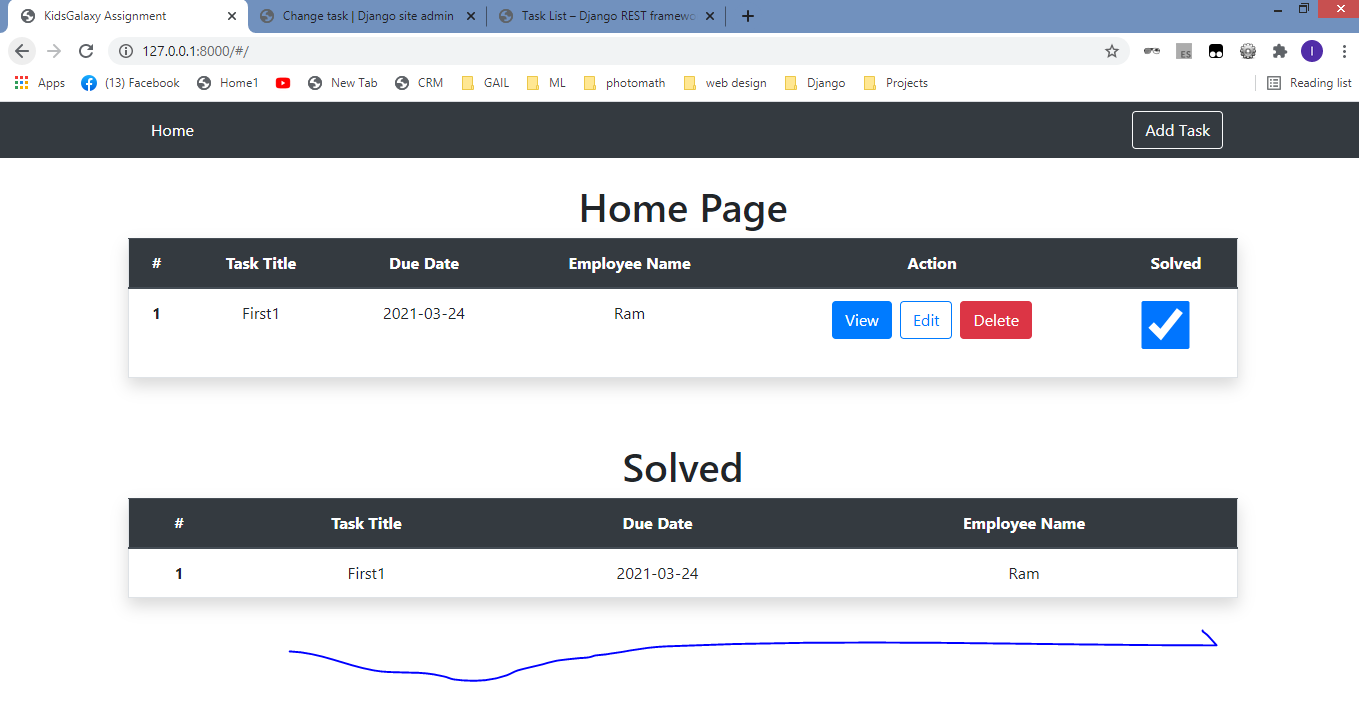 KidsGalaxy Assignment Change task | Django site admin Task List – Django REST framewo
127.0.0.1:8000/#/ ES I
Apps (13) Facebook Home1 New Tab CRM GAIL ML photomath web design Django Projects Reading list
Home Add Task
Home Page
# Task Title Due Date Employee Name Action Solved
1 First1 2021-03-24 Ram View Edit Delete
Solved
# Task Title Due Date Employee Name
1 First1 2021-03-24 Ram